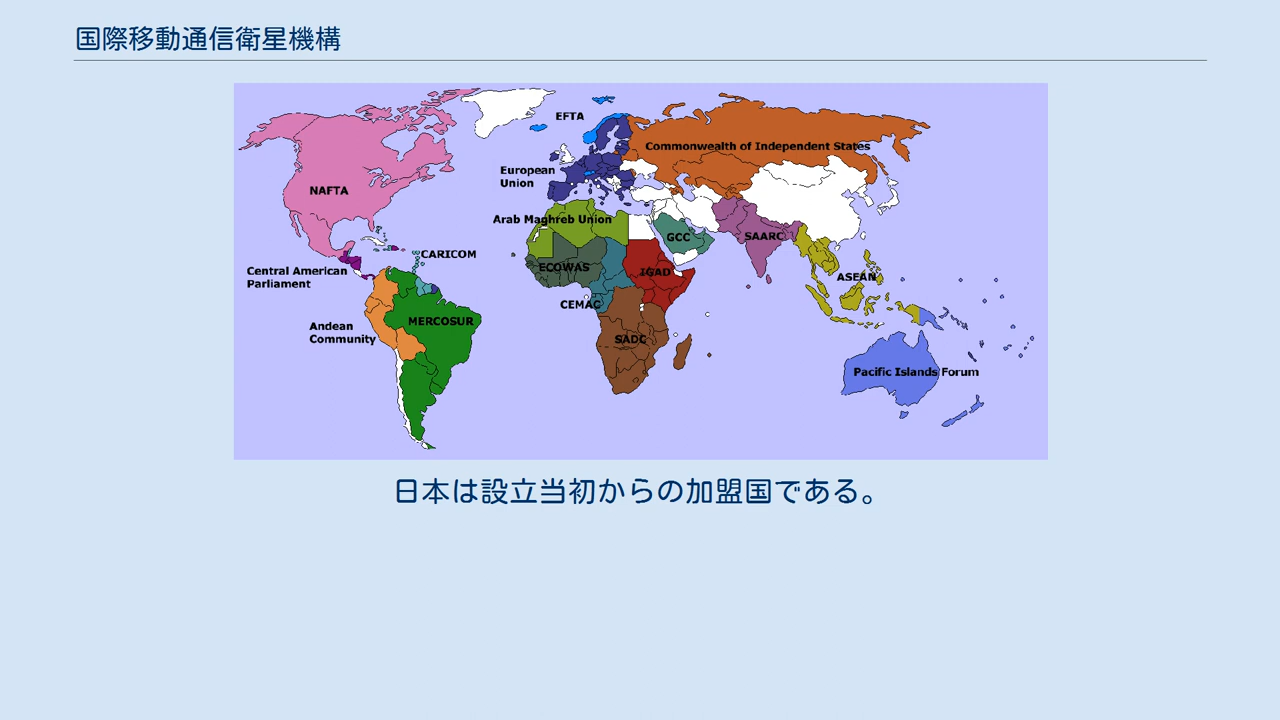 国際移動通信衛星機構
EFTA
Commonwealth of Independent States
European
Union
NAFTA
Arab Maghreb Union
GCC
SAARC
CARICOM
Central American
Parliament
ECOWAS
IGAD
ASEAN
CEMAC
MERCOSUR
Andean
Community
SADC
Pacific Islands Forum
日本は設立当初からの加盟国である。